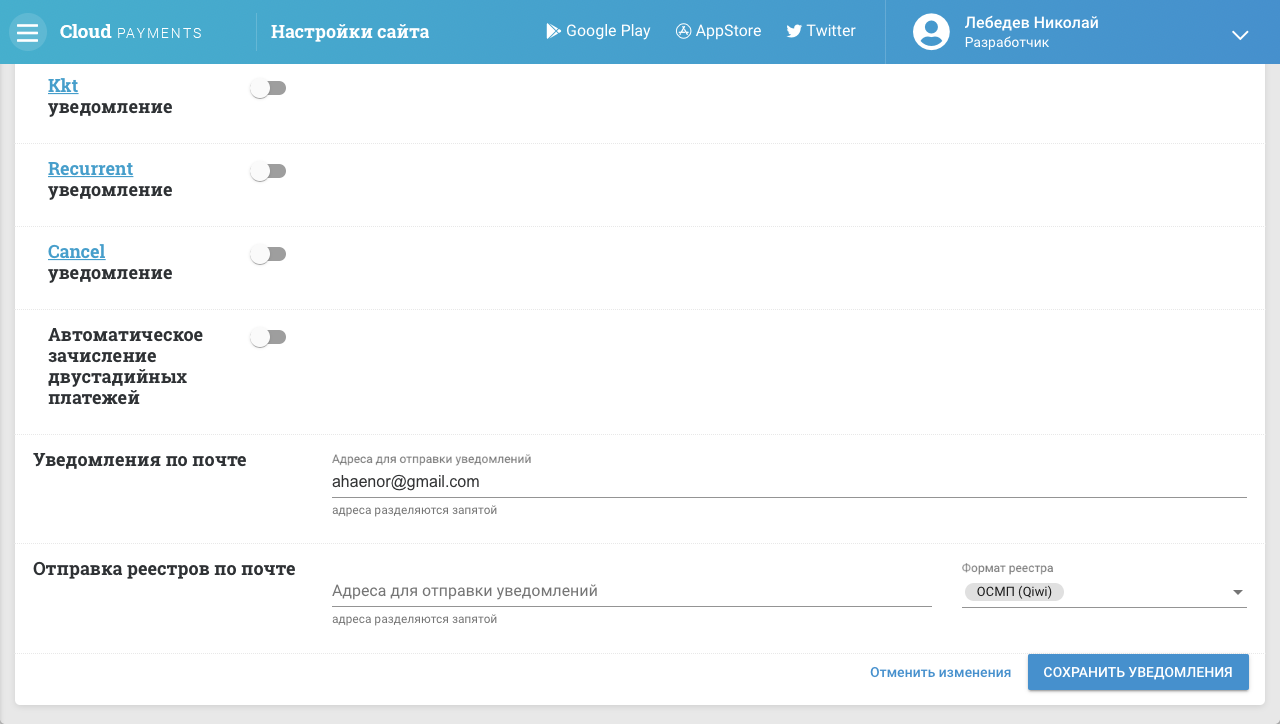 Cloud PAYMENTS
Настройки сайта
Google Play
AppStore
Twitter
Лебедев Николай
Разработчик
Kkt
уведомление
Recurrent
уведомление
Cancel
уведомление
Автоматическое
зачисление
двустадийных
платежей
Уведомления по почте
Адреса для отправки уведомлений
ahaenor@gmail.com
адреса разделяются запятой
Отправка реестров по почте
Адреса для отправки уведомлений
адреса разделяются запятой
Формат реестра
ОСМП (Qiwi)
Отменить изменения
СОХРАНИТЬ УВЕДОМЛЕНИЯ